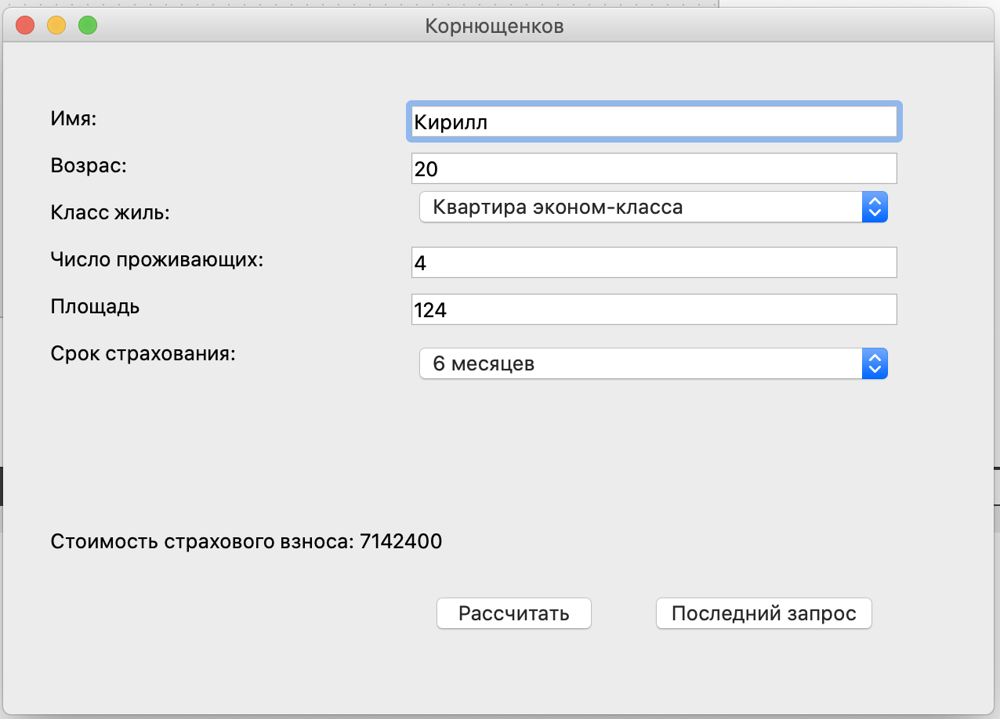 Корнющенков
Имя:
Кирилл
Возрас:
20
Класс жиль:
Квартира эконом-класса
Число проживающих:
4
Площадь
124
Срок страхования:
6 месяцев
Стоимость страхового взноса: 7142400
Рассчитать
Последний запрос